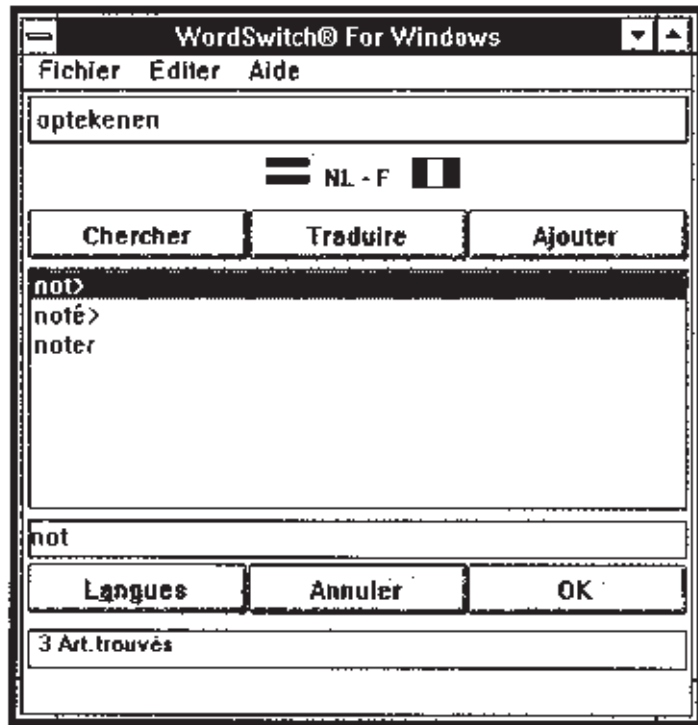 WordSwitch® For Windows
Fichier Editer Aide
optekenen
NL - F
Chercher Traduire Ajouter
not>
noté>
noter
not
Langues Annuler OK
3 Art.trouvés